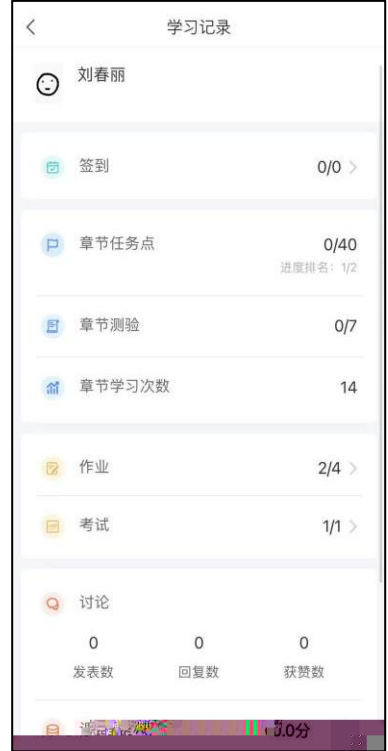 学习记录
刘春丽
签到 0/0
章节任务点 0/40
进度排名：1/2
章节测验 0/7
章节学习次数 14
作业 2/4
考试 1/1
讨论
0 0 0
发表数 回复数 获赞数